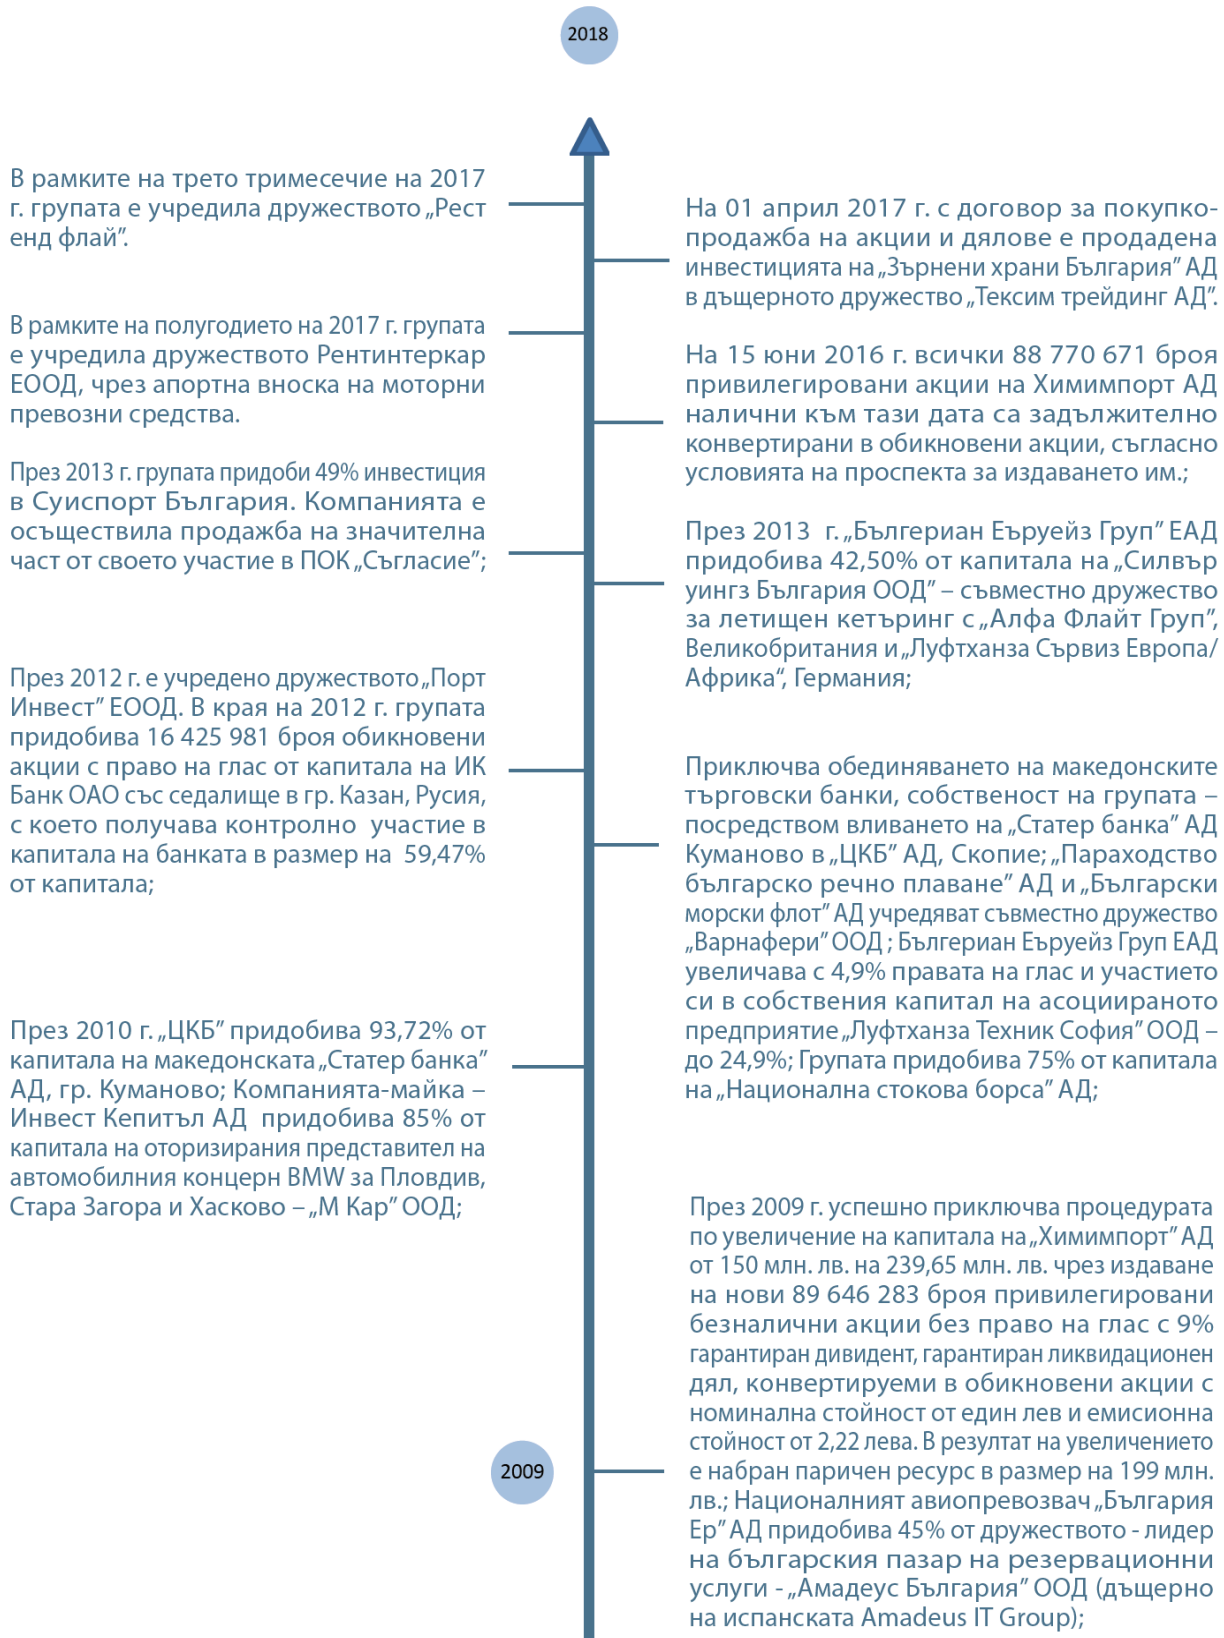 2018
В рамките на трето тримесечие на 2017
г. групата е учредила дружеството „Рест
енд флай”.
На 01 април 2017 г. с договор за покупко-
продажба на акции и дялове е продадена
инвестицията на „Зърнени храни България” АД
в дъщерното дружество „Тексим трейдинг АД”.
В рамките на полугодието на 2017 г. групата
е учредила дружеството Рентинтеркар
ЕООД, чрез апортна вноска на моторни
превозни средства.
На 15 юни 2016 г. всички 88 770 671 броя
привилегировани акции на Химимпорт АД
налични към тази дата са задължително
конвертирани в обикновени акции, съгласно
условията на проспекта за издаването им.;
През 2013 г. групата придоби 49% инвестиция
в Суиспорт България. Компанията е
осъществила продажба на значителна
част от своето участие в ПОК „Съгласие”;
През 2013 г. „Бългериан Еъруейз Груп” ЕАД
придобива 42,50% от капитала на „Силвър
уингз България ООД” – съвместно дружество
за летищен кетъринг с „Алфа Флайт Груп”,
Великобритания и „Луфтханза Сървиз Европа/
Африка“, Германия;
През 2012 г. е учредено дружеството „Порт
Инвест” ЕООД. В края на 2012 г. групата
придобива 16 425 981 броя обикновени
акции с право на глас от капитала на ИК
Банк ОАО със седалище в гр. Казан, Русия,
с което получава контролно участие в
капитала на банката в размер на 59,47%
от капитала;
Приключва обединяването на македонските
търговски банки, собственост на групата –
посредством вливането на „Статер банка” АД
Куманово в „ЦКБ” АД, Скопие; „Параходство
българско речно плаване” АД и „Български
морски флот” АД учредяват съвместно дружество
„Варнафери” ООД ; Бългериан Еъруейз Груп ЕАД
увеличава с 4,9% правата на глас и участието
си в собствения капитал на асоциираното
предприятие „Луфтханза Техник София” ООД –
до 24,9%; Групата придобива 75% от капитала
на „Национална стокова борса” АД;
През 2010 г. „ЦКБ” придобива 93,72% от
капитала на македонската „Статер банка”
АД, гр. Куманово; Компанията-майка –
Инвест Кепитъл АД придобива 85% от
капитала на оторизирания представител на
автомобилния концерн BMW за Пловдив,
Стара Загора и Хасково – „М Кар” ООД;
2009
През 2009 г. успешно приключва процедурата
по увеличение на капитала на „Химимпорт” АД
от 150 млн. лв. на 239,65 млн. лв. чрез издаване
на нови 89 646 283 броя привилегировани
безналични акции без право на глас с 9%
гарантиран дивидент, гарантиран ликвидационен
дял, конвертируеми в обикновени акции с
номинална стойност от един лев и емисионна
стойност от 2,22 лева. В резултат на увеличението
е набран паричен ресурс в размер на 199 млн.
лв.; Националният авиопревозвач „България
Ер” АД придобива 45% от дружеството - лидер
на българския пазар на резервационни
услуги - „Амадеус България” ООД (дъщерно
на испанската Amadeus IT Group);